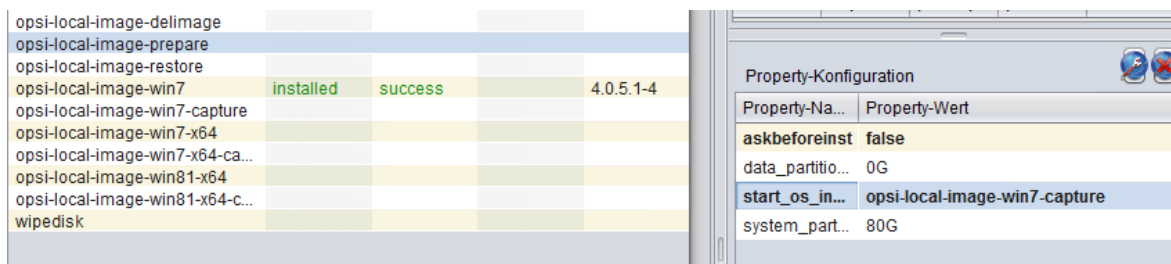 opsi-local-image-delimage
opsi-local-image-prepare
opsi-local-image-restore
opsi-local-image-win7 installed success 4.0.5.1-4
opsi-local-image-win7-capture
opsi-local-image-win7-x64
opsi-local-image-win7-x64-ca...
opsi-local-image-win81-x64
opsi-local-image-win81-x64-c...
wipedisk
Property-Konfiguration
Property-Na... Property-Wert
askbeforeinst false
data_partitio... 0G
start_os_in... opsi-local-image-win7-capture
system_part... 80G